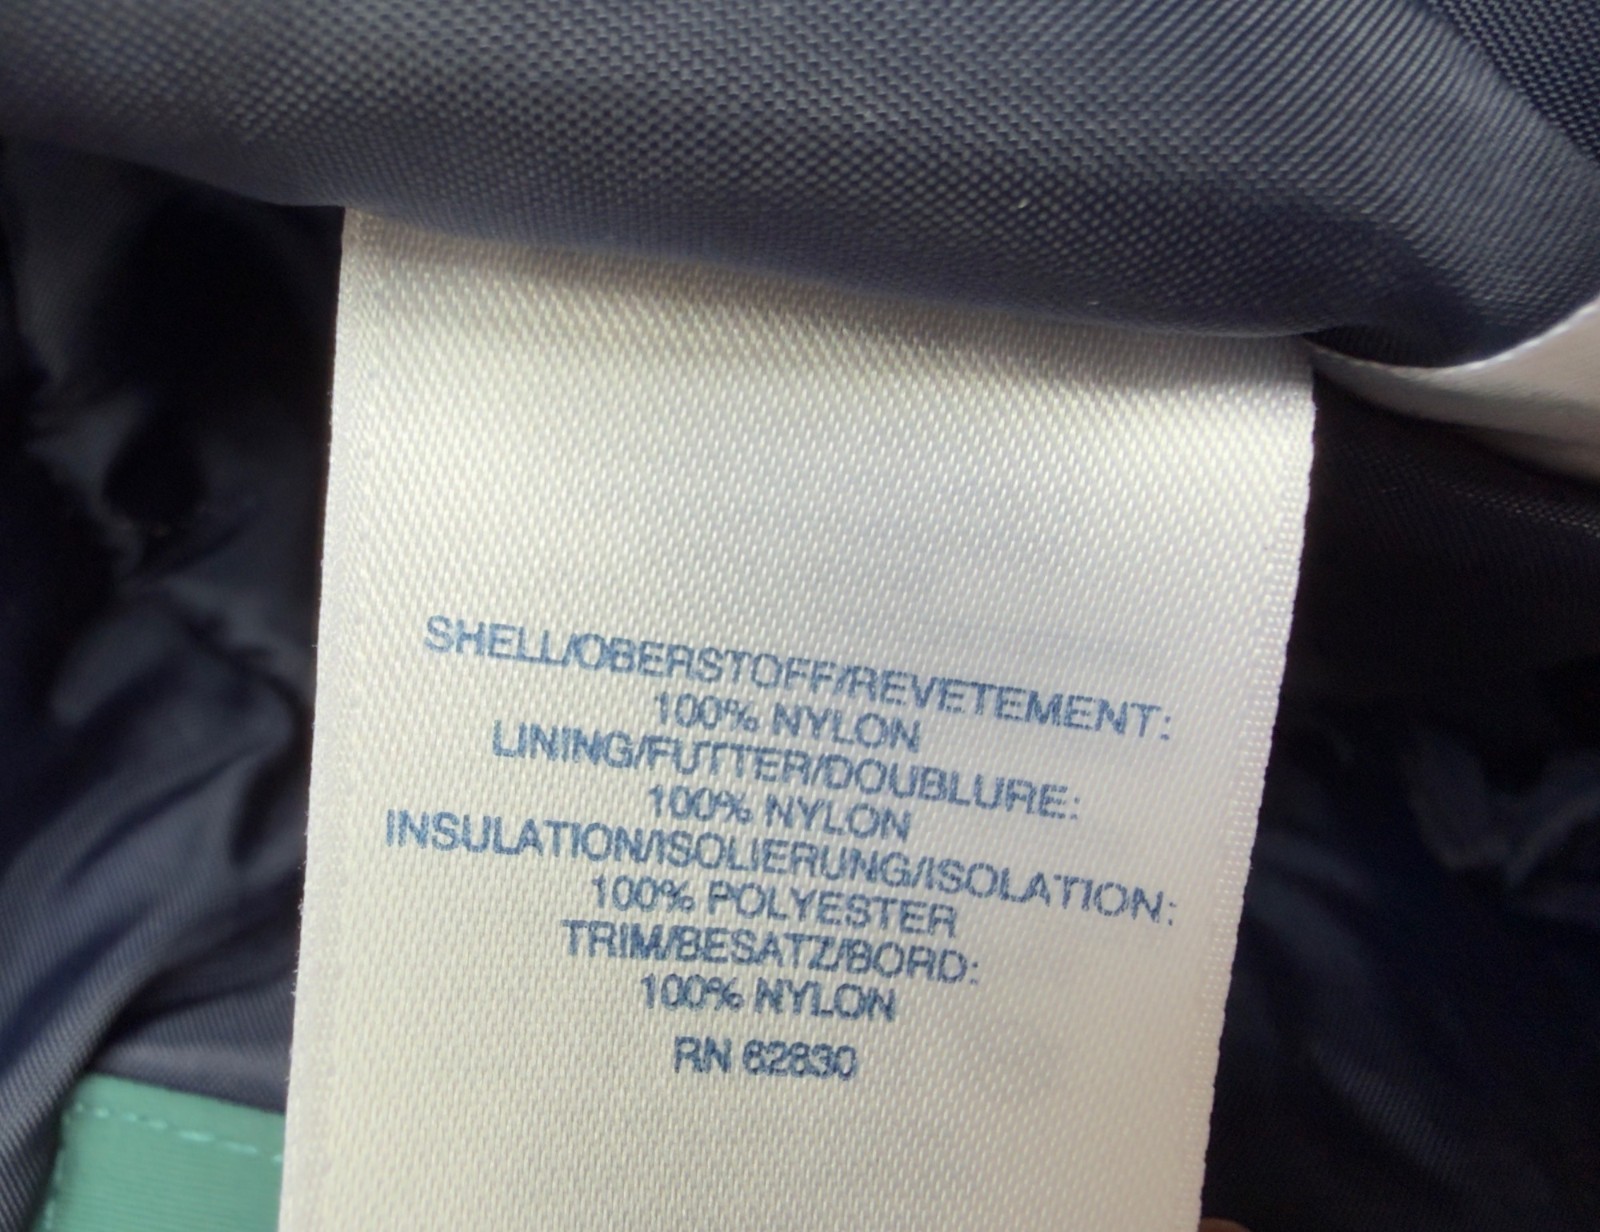 SHELL/OBERSTOFF/REVETEMENT:
100% NYLON
LINING/FUTTER/DOUBLURE:
100% NYLON
INSULATION/ISOLIERUNG/ISOLATION:
100% POLYESTER
TRIM/BESATZ/BORD:
100% NYLON
RN 62830